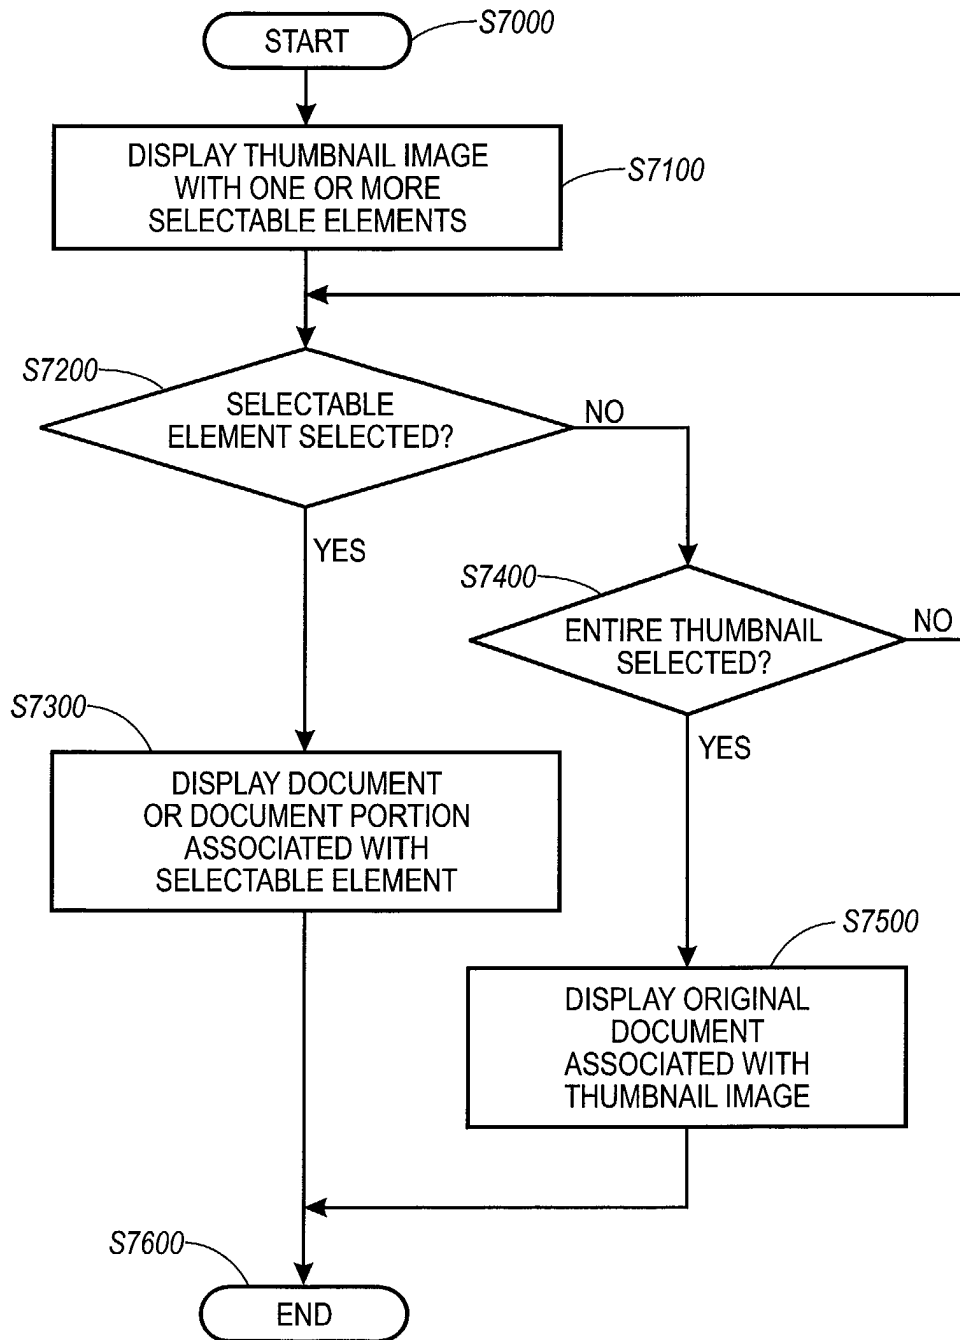 START
S7000
DISPLAY THUMBNAIL IMAGE
WITH ONE OR MORE
SELECTABLE ELEMENTS
S7100
S7200
SELECTABLE
ELEMENT SELECTED?
NO
YES
S7400
ENTIRE THUMBNAIL
SELECTED?
NO
YES
S7300
DISPLAY DOCUMENT
OR DOCUMENT PORTION
ASSOCIATED WITH
SELECTABLE ELEMENT
S7500
DISPLAY ORIGINAL
DOCUMENT
ASSOCIATED WITH
THUMBNAIL IMAGE
S7600
END